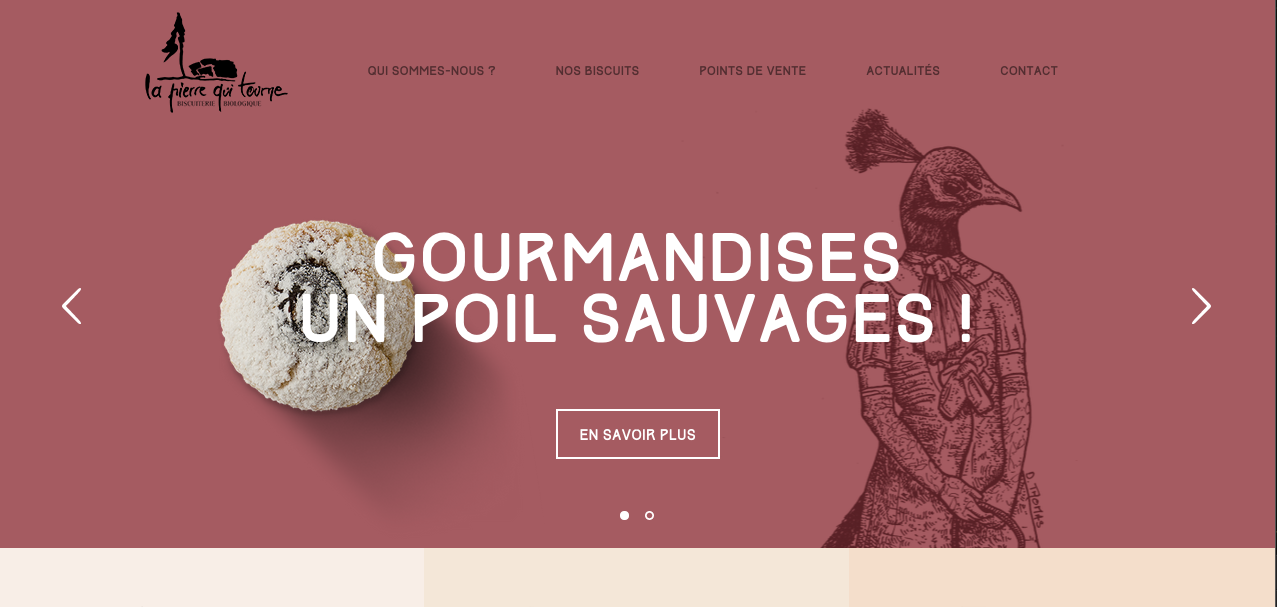 la pierre qui tourne
BISCUITERIE BIOLOGIQUE
QUI SOMMES-NOUS ?
NOS BISCUITS
POINTS DE VENTE
ACTUALITÉS
CONTACT
GOURMANDISES
UN POIL SAUVAGES !
EN SAVOIR PLUS
D. THOMAS